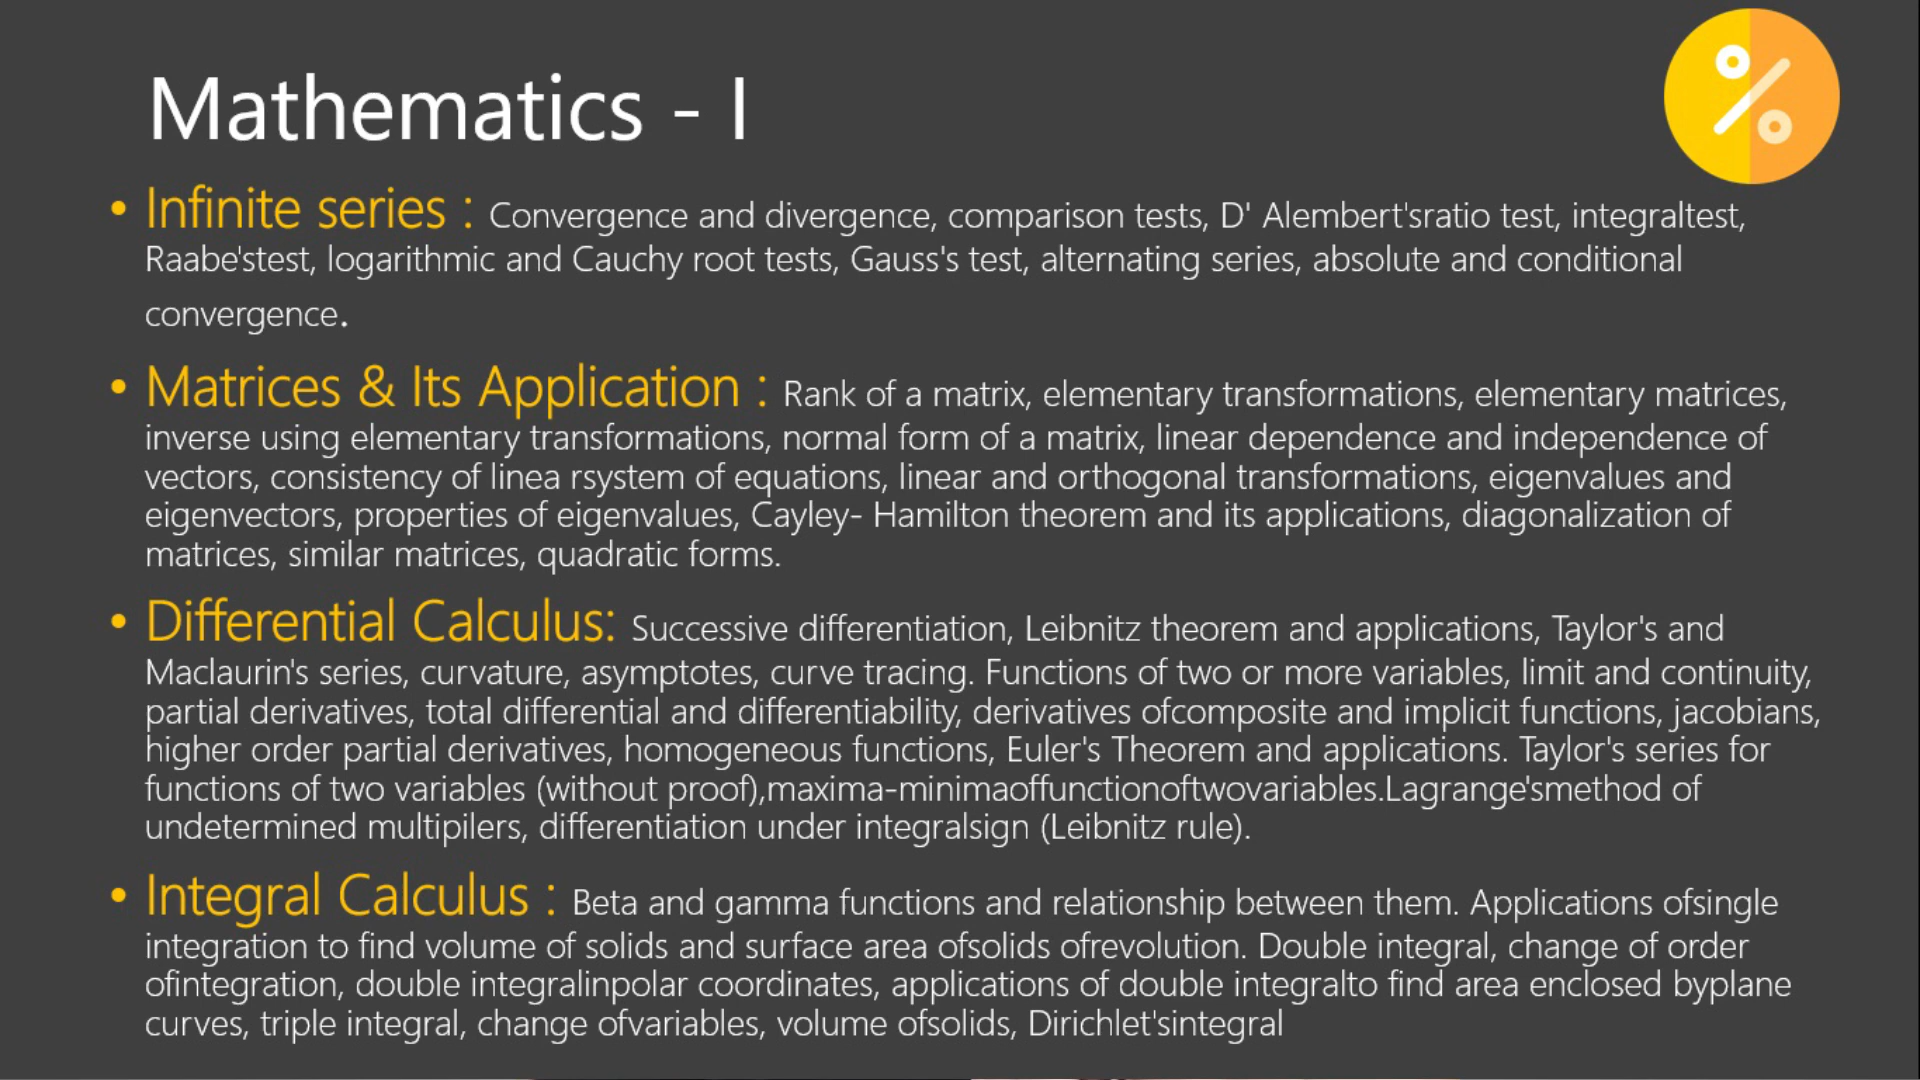 Mathematics - I
• Infinite series : Convergence and divergence, comparison tests, D' Alembert'sratio test, integraltest,
Raabe'stest, logarithmic and Cauchy root tests, Gauss's test, alternating series, absolute and conditional
convergence.
• Matrices & Its Application : Rank of a matrix, elementary transformations, elementary matrices,
inverse using elementary transformations, normal form of a matrix, linear dependence and independence of
vectors, consistency of linea rsystem of equations, linear and orthogonal transformations, eigenvalues and
eigenvectors, properties of eigenvalues, Cayley- Hamilton theorem and its applications, diagonalization of
matrices, similar matrices, quadratic forms.
• Differential Calculus: Successive differentiation, Leibnitz theorem and applications, Taylor's and
Maclaurin's series, curvature, asymptotes, curve tracing. Functions of two or more variables, limit and continuity,
partial derivatives, total differential and differentiability, derivatives ofcomposite and implicit functions, jacobians,
higher order partial derivatives, homogeneous functions, Euler's Theorem and applications. Taylor's series for
functions of two variables (without proof),maxima-minimaoffunctionoftwovariables.Lagrange'smethod of
undetermined multipilers, differentiation under integralsign (Leibnitz rule).
• Integral Calculus : Beta and gamma functions and relationship between them. Applications ofsingle
integration to find volume of solids and surface area ofsolids ofrevolution. Double integral, change of order
ofintegration, double integralinpolar coordinates, applications of double integralto find area enclosed byplane
curves, triple integral, change ofvariables, volume ofsolids, Dirichlet'sintegral